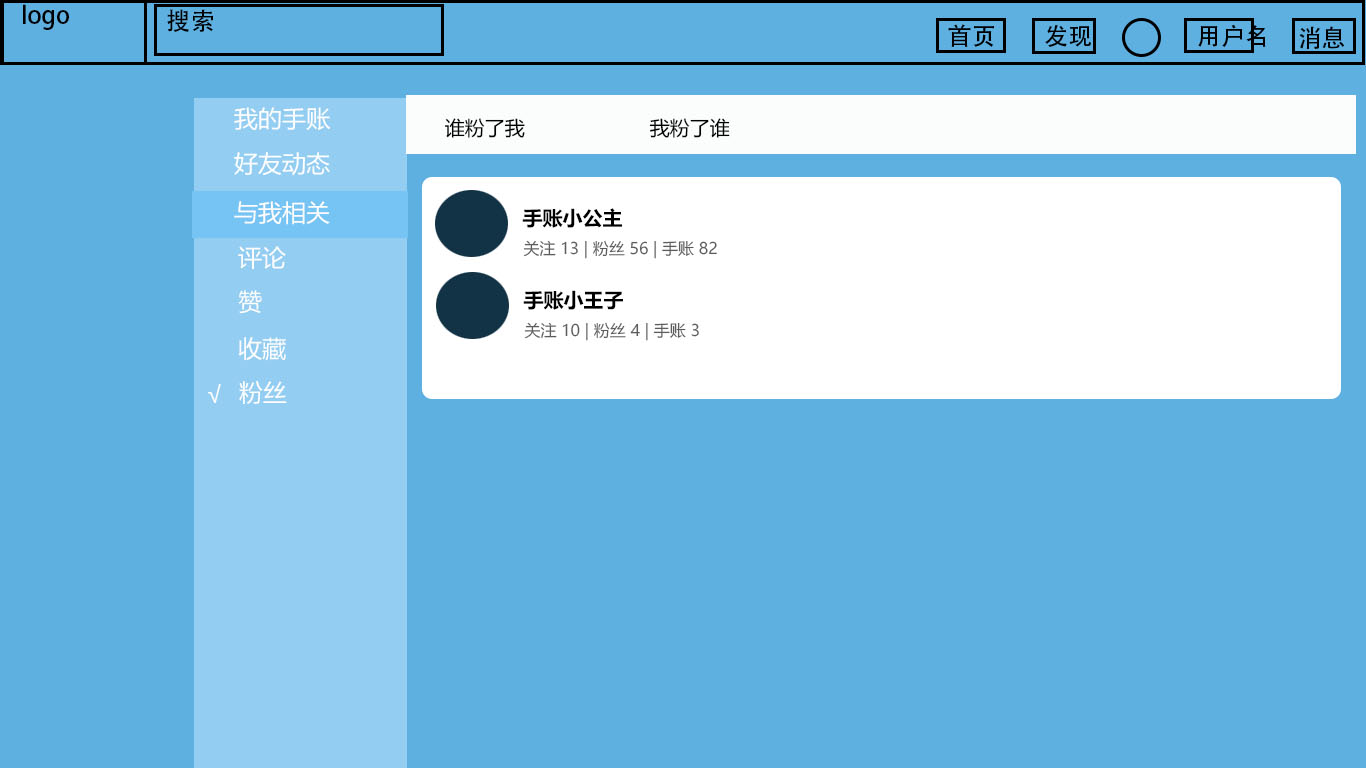 logo
搜索
首页
发现
用户名
消息
我的手账
好友动态
与我相关
评论
赞
收藏
√ 粉丝
谁粉了我
我粉了谁
手账小公主
关注 13 | 粉丝 56 | 手账 82
手账小王子
关注 10 | 粉丝 4 | 手账 3